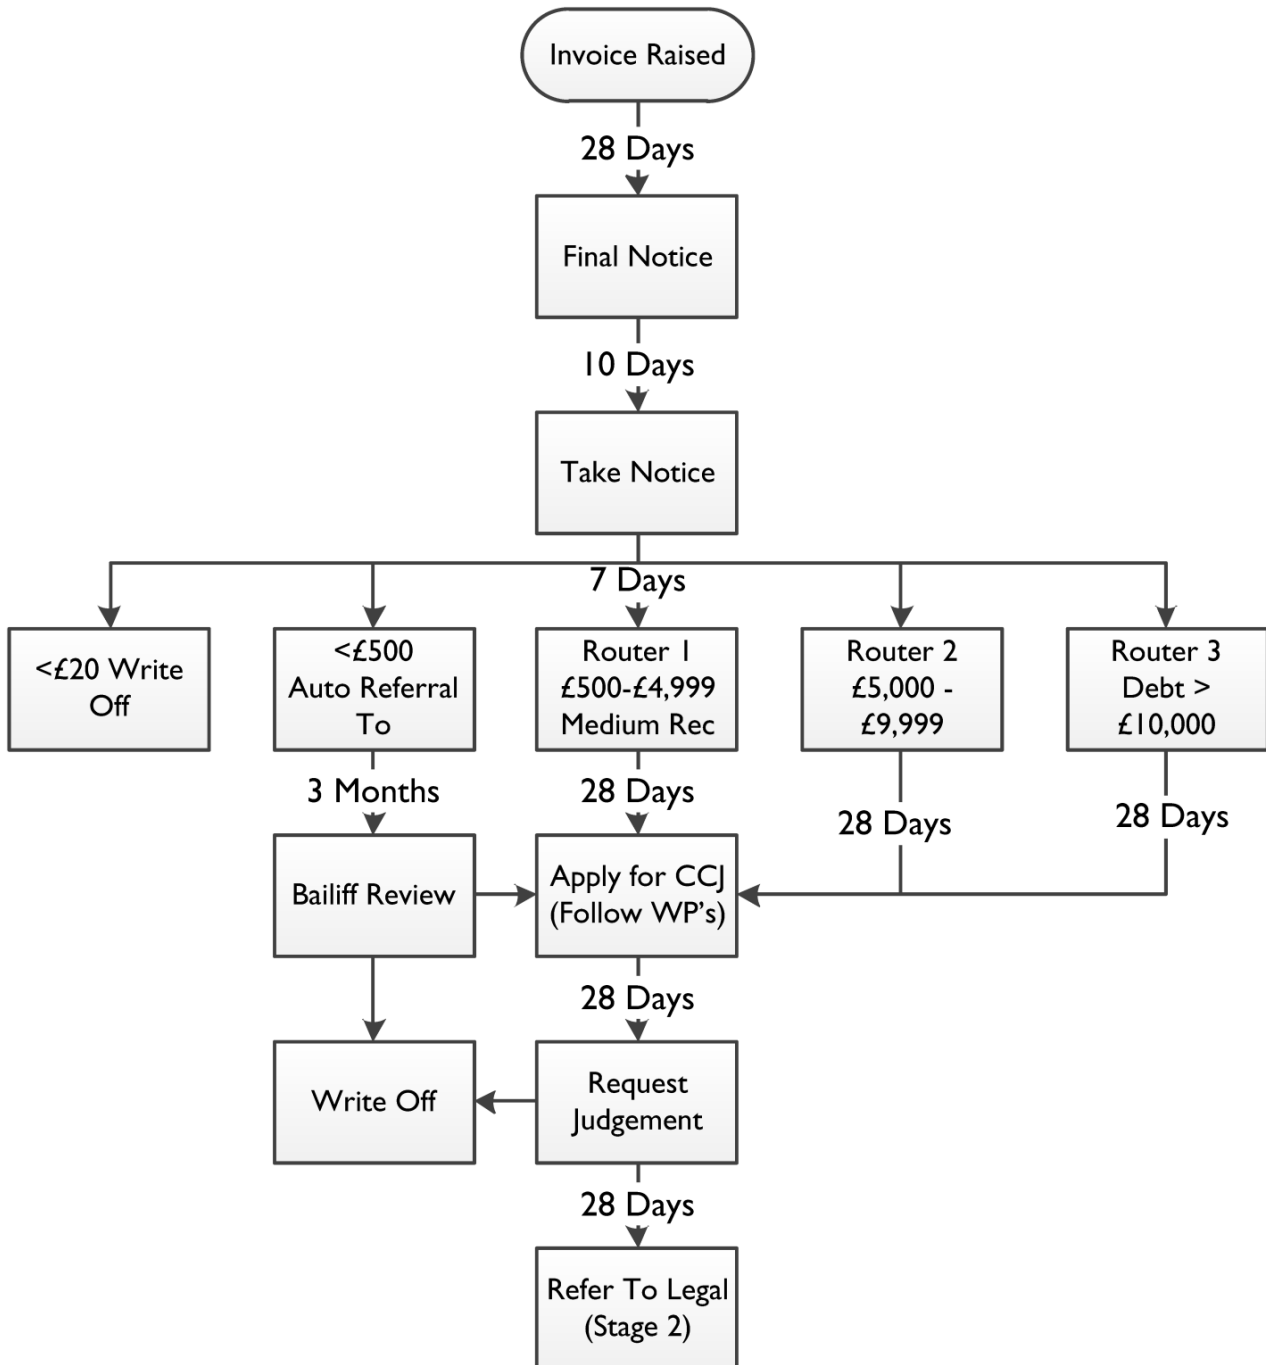 Invoice Raised
28 Days
Final Notice
10 Days
Take Notice
7 Days
<£20 Write
Off
<£500
Auto Referral
To
Router 1
£500-£4,999
Medium Rec
Router 2
£5,000 -
£9,999
Router 3
Debt >
£10,000
3 Months
28 Days
28 Days
28 Days
Bailiff Review
Apply for CCJ
(Follow WP's)
28 Days
Write Off
Request
Judgement
28 Days
Refer To Legal
(Stage 2)